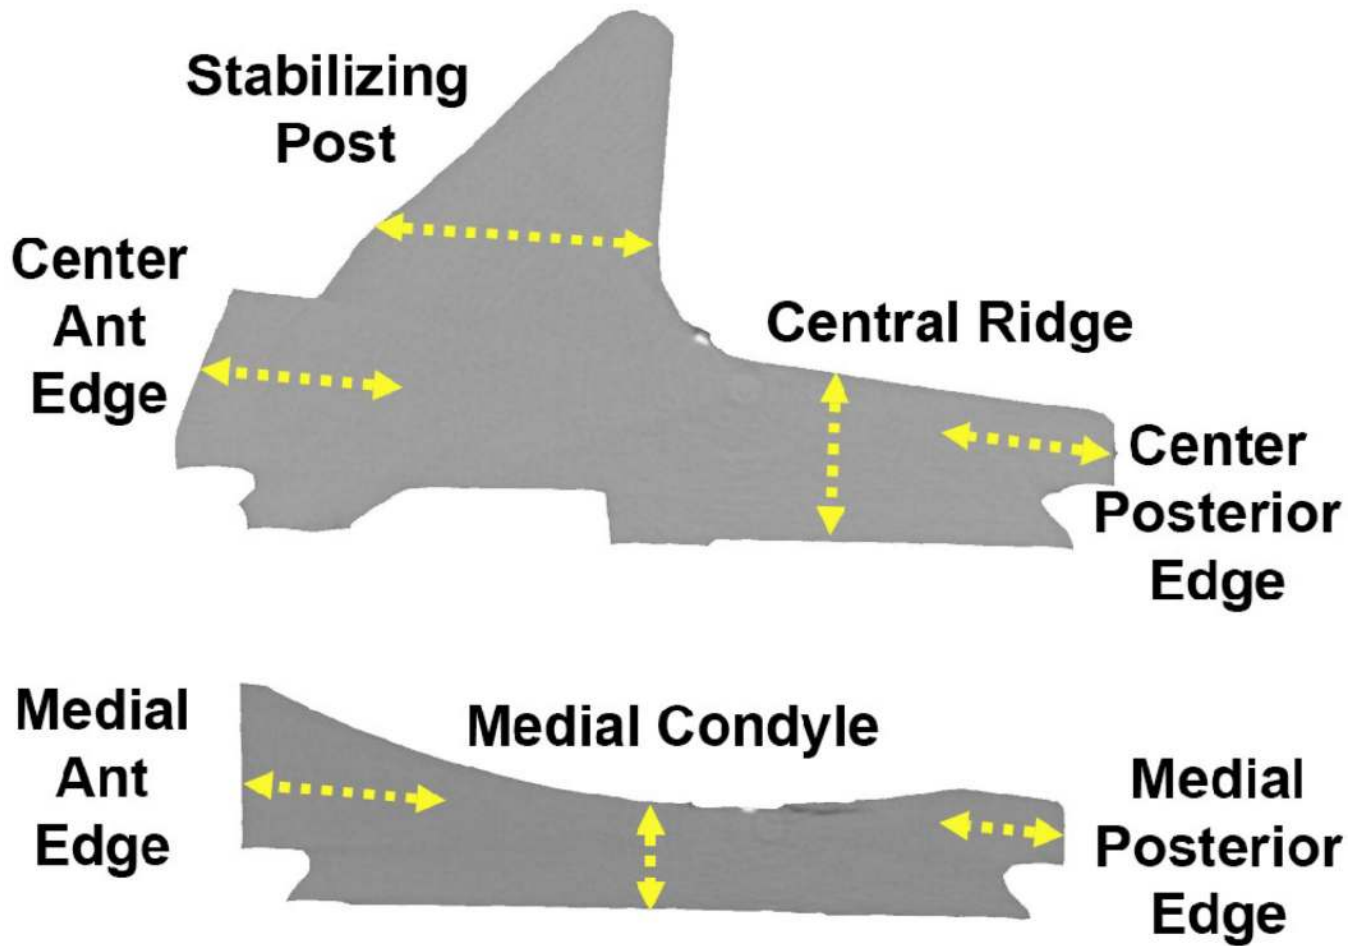 Stabilizing
Post
Center
Ant
Edge
Central Ridge
Center
Posterior
Edge
Medial
Ant
Edge
Medial Condyle
Medial
Posterior
Edge